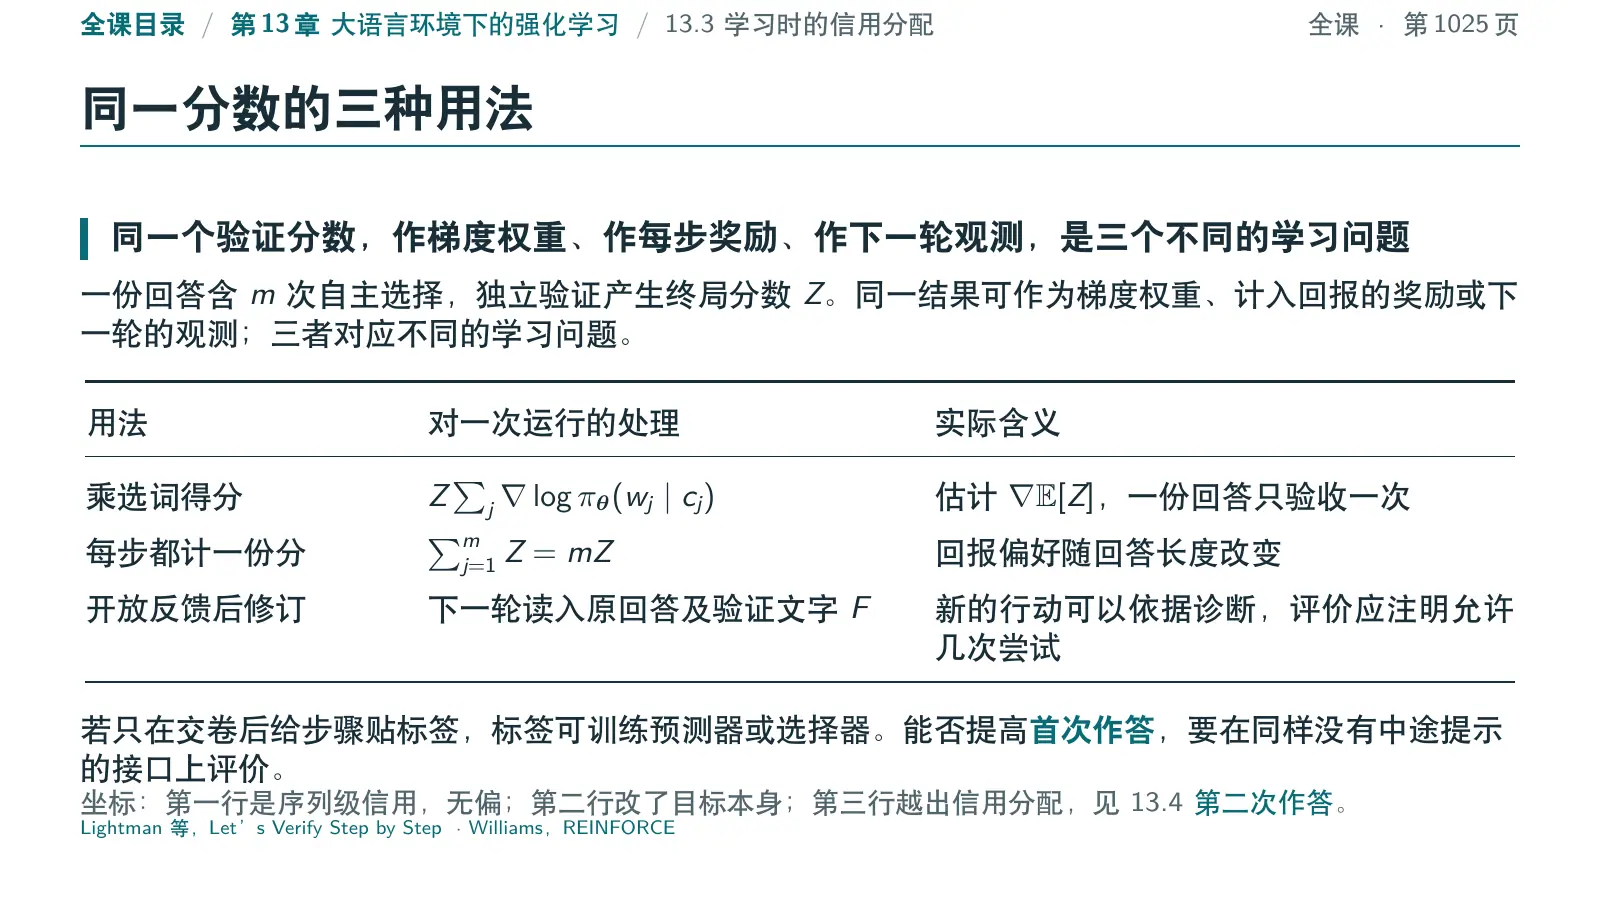 全课目录 / 第13章 大语言环境下的强化学习 / 13.3 学习时的信用分配
全课 · 第1025页
同一分数的三种用法
同一个验证分数，作梯度权重、作每步奖励、作下一轮观测，是三个不同的学习问题
一份回答含 m 次自主选择，独立验证产生终局分数 Z。同一结果可作为梯度权重、计入回报的奖励或下
一轮的观测；三者对应不同的学习问题。
用法 对一次运行的处理 实际含义
乘选词得分 Z∑_j ∇ log π_θ(w_j | c_j) 估计 ∇𝔼[Z]，一份回答只验收一次
每步都计一份分 ∑_{j=1}^m Z = mZ 回报偏好随回答长度改变
开放反馈后修订 下一轮读入原回答及验证文字 F 新的行动可以依据诊断，评价应注明允许
几次尝试
若只在交卷后给步骤贴标签，标签可训练预测器或选择器。能否提高首次作答，要在同样没有中途提示
的接口上评价。
坐标：第一行是序列级信用，无偏；第二行改了目标本身；第三行越出信用分配，见 13.4 第二次作答。
Lightman 等，Let's Verify Step by Step · Williams，REINFORCE